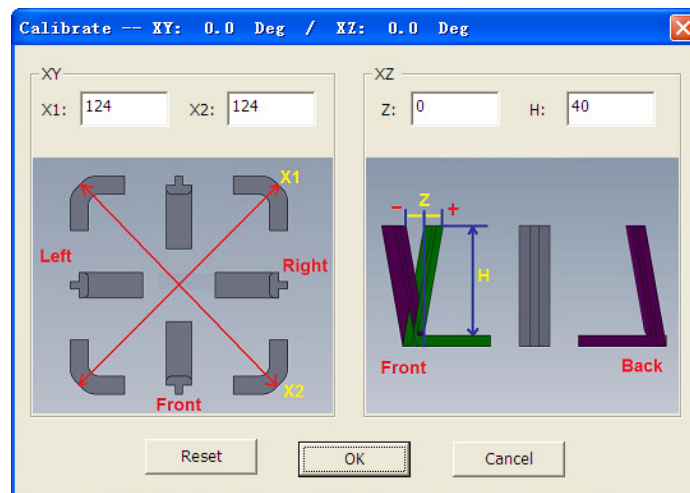 Calibrate -- XY: 0.0 Deg / XZ: 0.0 Deg
XY
X1: 124 X2: 124
X1
Left
Right
X2
Front
XZ
Z: 0 H: 40
- Z +
H
Front
Back
Reset OK Cancel